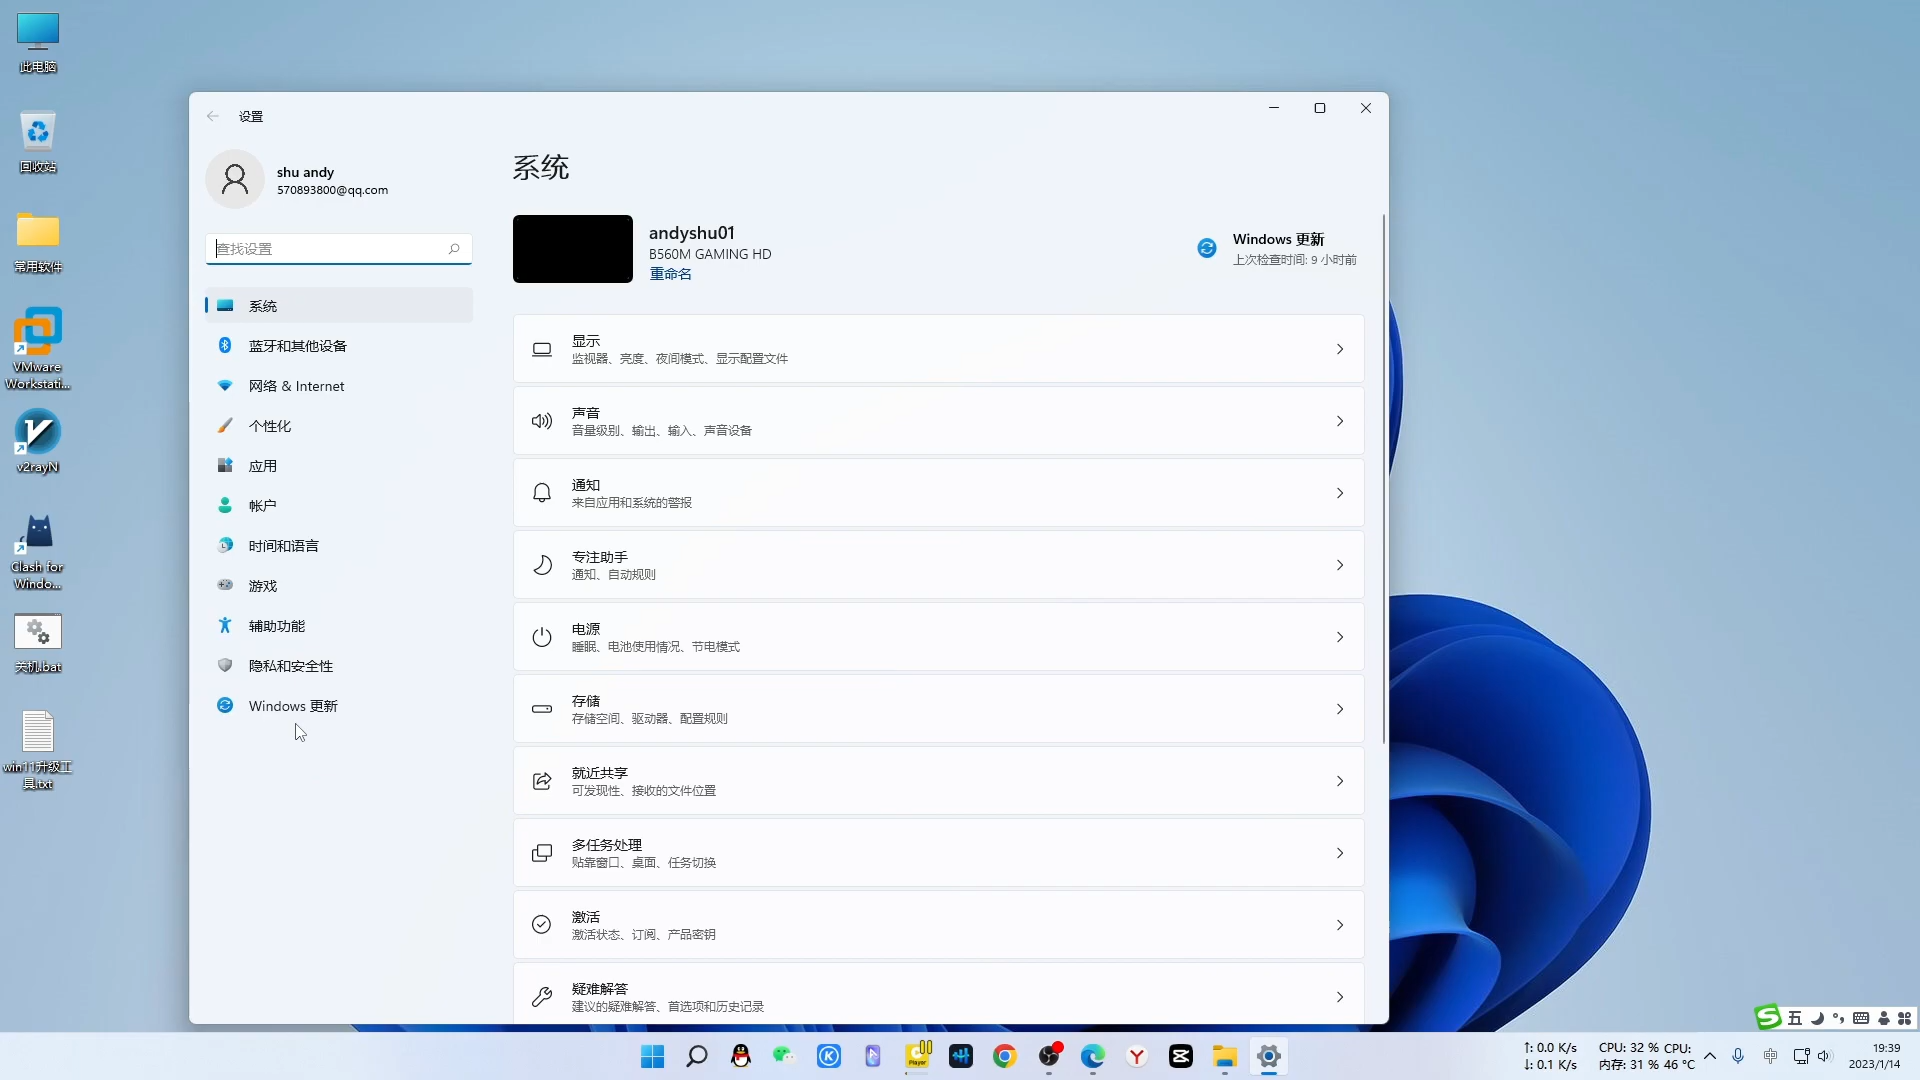 此电脑
回收站
常用软件
VMware
Workstati...
v2rayN
Clash for
Windo...
关机.bat
win11升级工
具.txt
设置
shu andy
570893800@qq.com
查找设置
系统
蓝牙和其他设备
网络 & Internet
个性化
应用
帐户
时间和语言
游戏
辅助功能
隐私和安全性
Windows 更新
系统
andyshu01
B560M GAMING HD
重命名
Windows 更新
上次检查时间: 9 小时前
显示
监视器、亮度、夜间模式、显示配置文件
声音
音量级别、输出、输入、声音设备
通知
来自应用和系统的警报
专注助手
通知、自动规则
电源
睡眠、电池使用情况、节电模式
存储
存储空间、驱动器、配置规则
就近共享
可发现性、接收的文件位置
多任务处理
贴靠窗口、桌面、任务切换
激活
激活状态、订阅、产品密钥
疑难解答
建议的疑难解答、首选项和历史记录
五
Player
↑: 0.0 K/s
↓: 0.1 K/s
CPU: 32 % CPU:
内存: 31 % 46 °C
中
19:39
2023/1/14